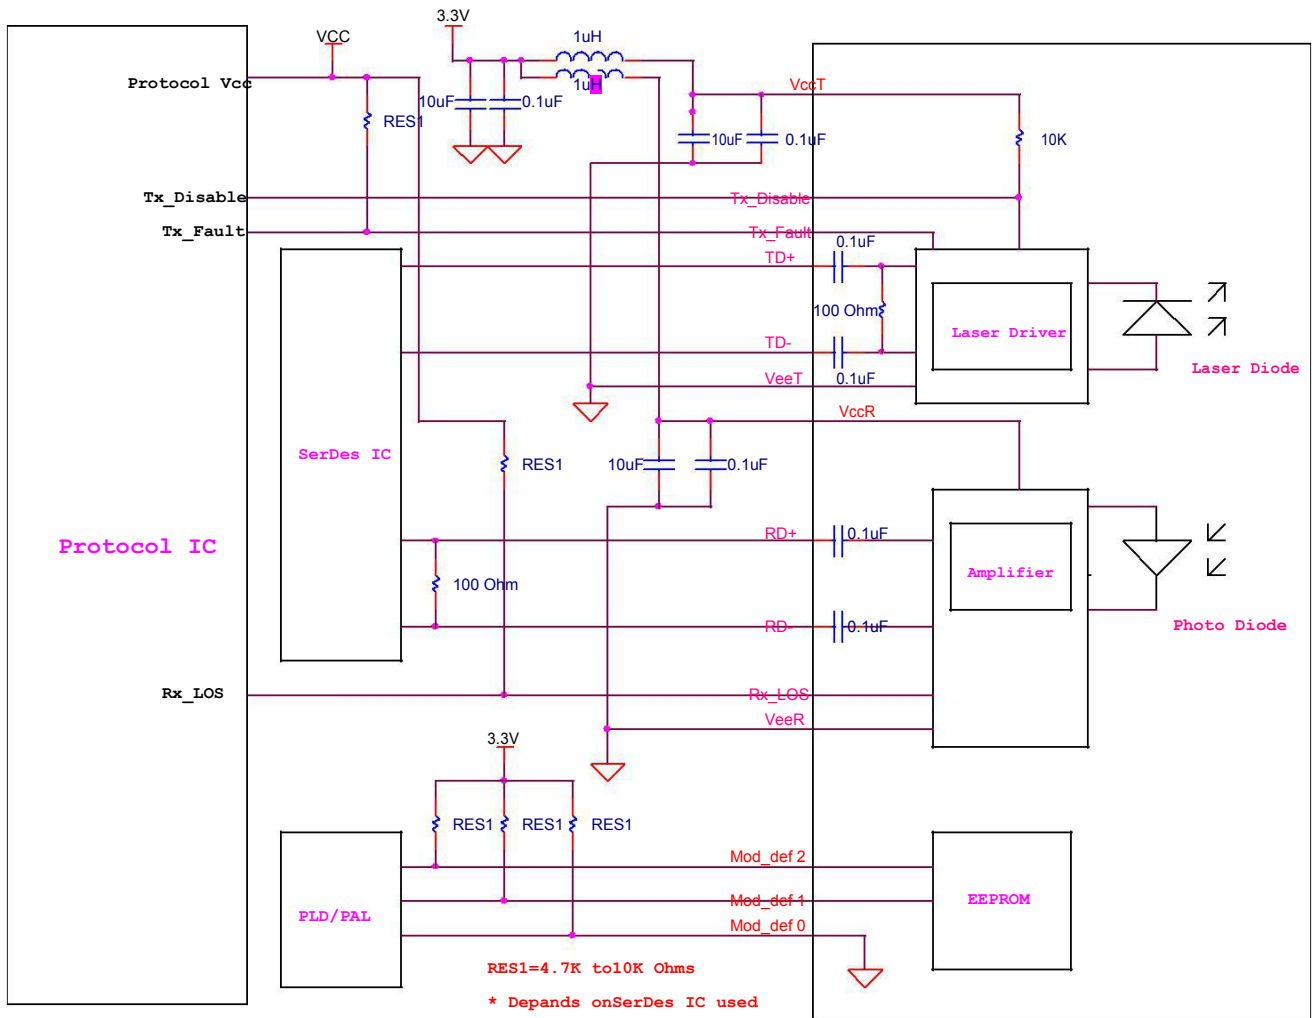 3.3V
VCC
1uH
1uH
Protocol Vcc
10uF
0.1uF
RES1
VccT
10uF
0.1uF
10K
Tx_Disable
Tx_Disable
Tx_Fault
Tx_Fault
0.1uF
TD+
100 Ohm
Laser Driver
TD-
0.1uF
VeeT
Laser Diode
VccR
SerDes IC
RES1
10uF
0.1uF
Protocol IC
RD+
0.1uF
Amplifier
100 Ohm
RD-
0.1uF
Photo Diode
Rx_LOS
Rx_LOS
VeeR
3.3V
RES1
RES1
RES1
Mod_def 2
Mod_def 1
EEPROM
PLD/PAL
Mod_def 0
RES1=4.7K to10K Ohms
* Depands onSerDes IC used